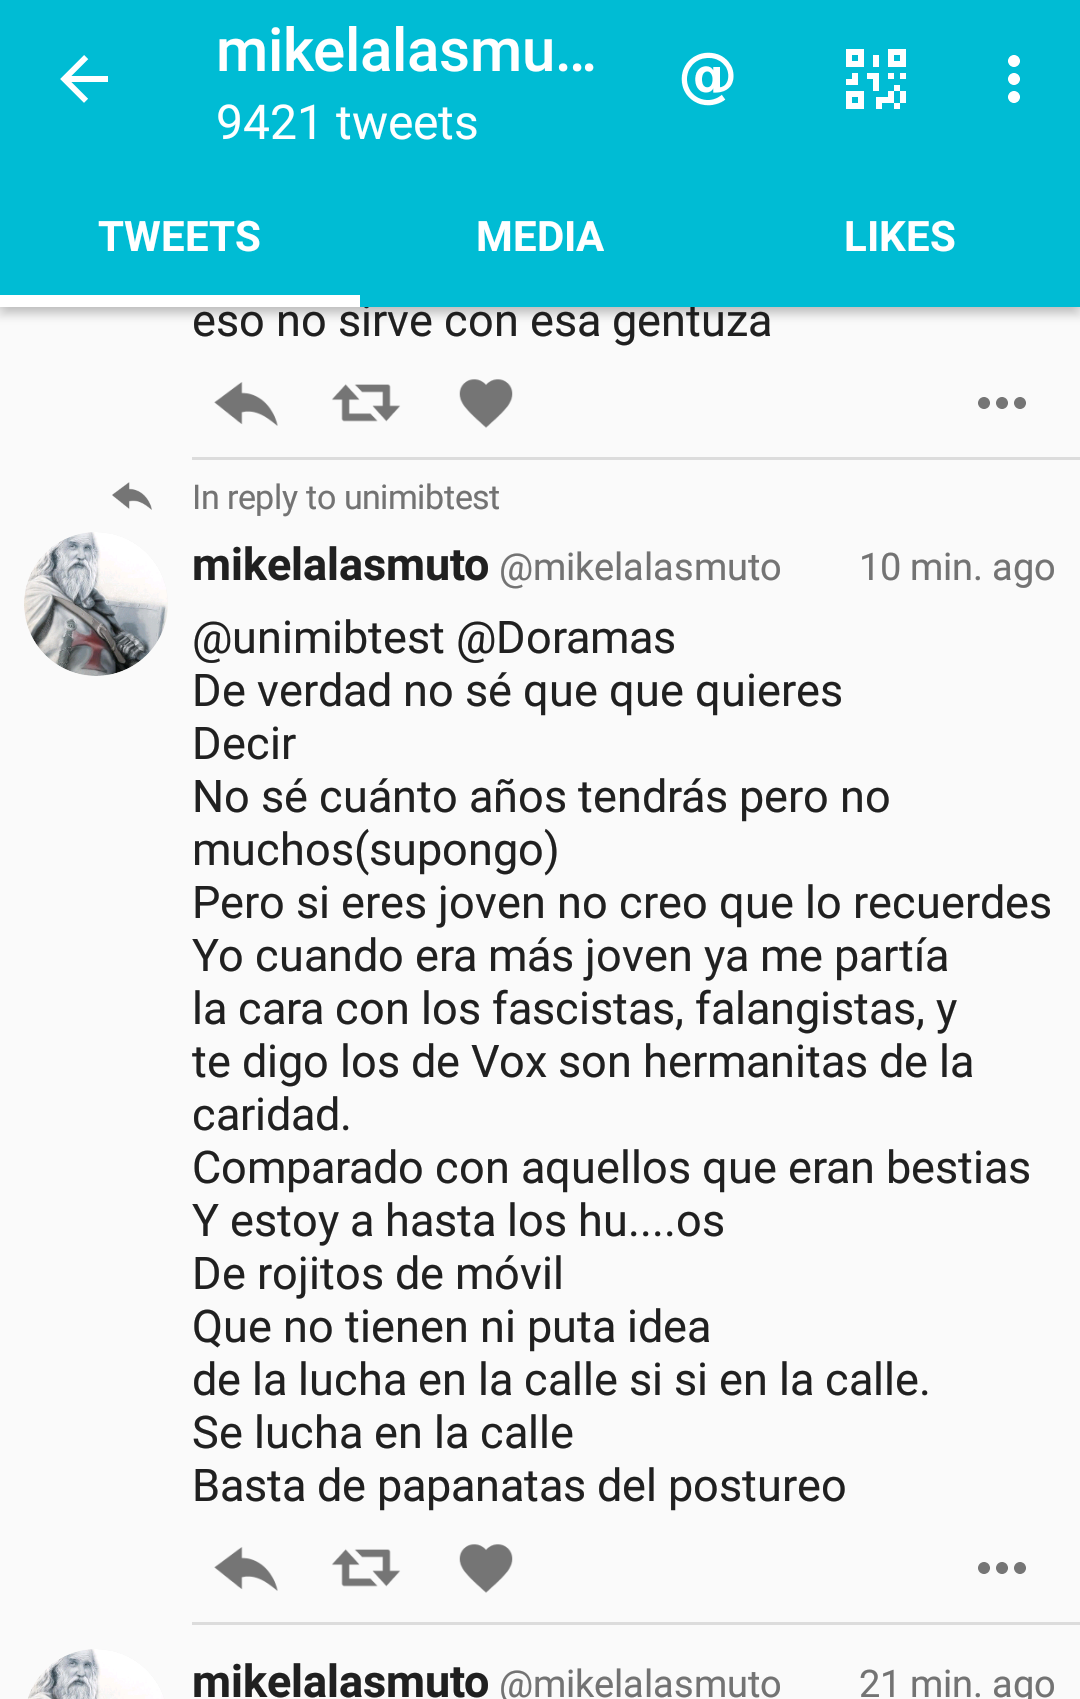 mikelalasmu...
9421 tweets
TWEETS
MEDIA
LIKES
eso no sirve con esa gentuza
In reply to unimibtest
mikelalasmuto @mikelalasmuto 10 min. ago
@unimibtest @Doramas
De verdad no sé que que quieres
Decir
No sé cuánto años tendrás pero no
muchos(supongo)
Pero si eres joven no creo que lo recuerdes
Yo cuando era más joven ya me partía
la cara con los fascistas, falangistas, y
te digo los de Vox son hermanitas de la
caridad.
Comparado con aquellos que eran bestias
Y estoy a hasta los hu....os
De rojitos de móvil
Que no tienen ni puta idea
de la lucha en la calle si si en la calle.
Se lucha en la calle
Basta de papanatas del postureo
mikelalasmuto @mikelalasmuto 21 min. ago